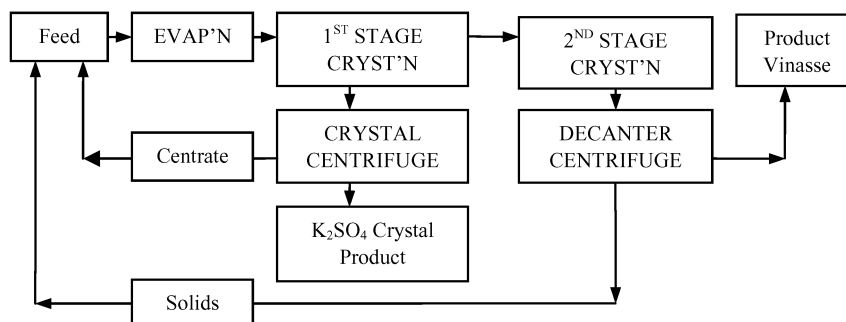 Feed
EVAP’N
1ST STAGE
CRYST’N
2ND STAGE
CRYST’N
Product
Vinasse
Centrate
CRYSTAL
CENTRIFUGE
DECANTER
CENTRIFUGE
K₂SO₄ Crystal
Product
Solids